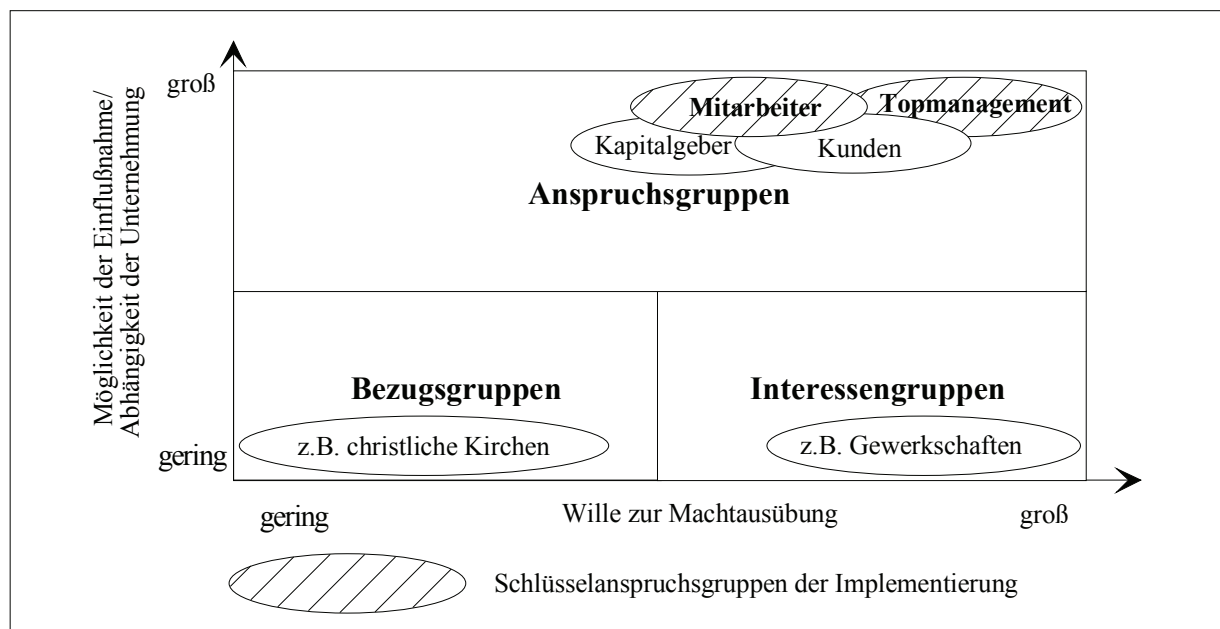 Möglichkeit der Einflußnahme/
Abhängigkeit der Unternehmung
groß
Mitarbeiter
Topmanagement
Kapitalgeber
Kunden
Anspruchsgruppen
Bezugsgruppen
Interessengruppen
z.B. christliche Kirchen
z.B. Gewerkschaften
gering
gering
Wille zur Machtausübung
groß
Schlüsselanspruchsgruppen der Implementierung